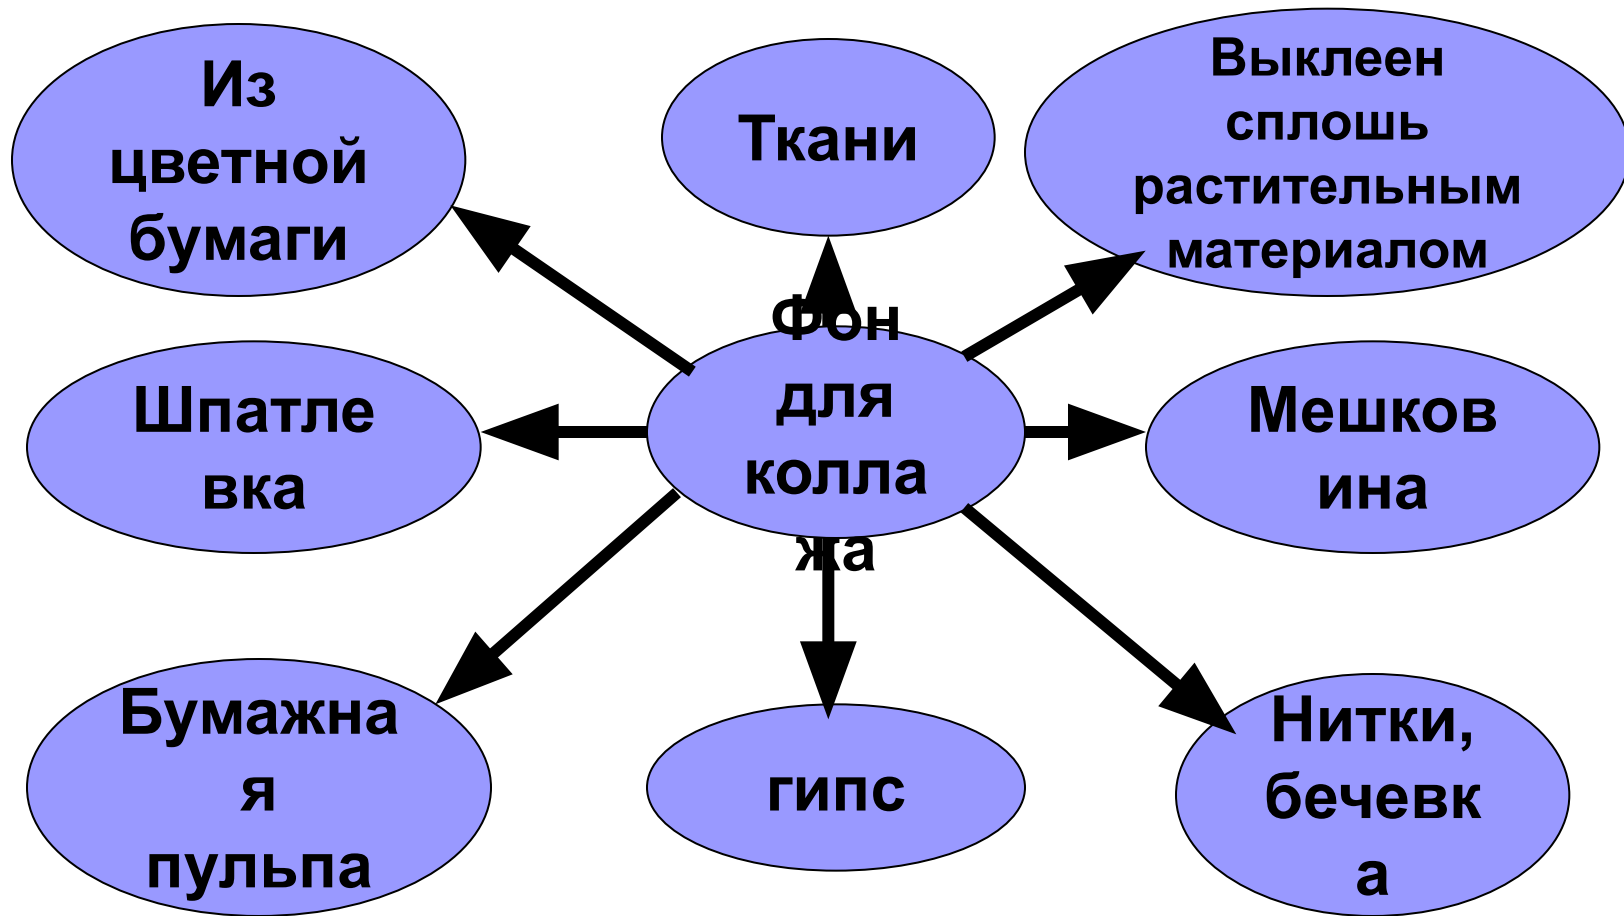 Из
цветной
бумаги
Ткани
Выклеен
сплошь
растительным
материалом
Фон
для
колла
жа
Шпатле
вка
Мешков
ина
Бумажна
я
пульпа
гипс
Нитки,
бечевк
а